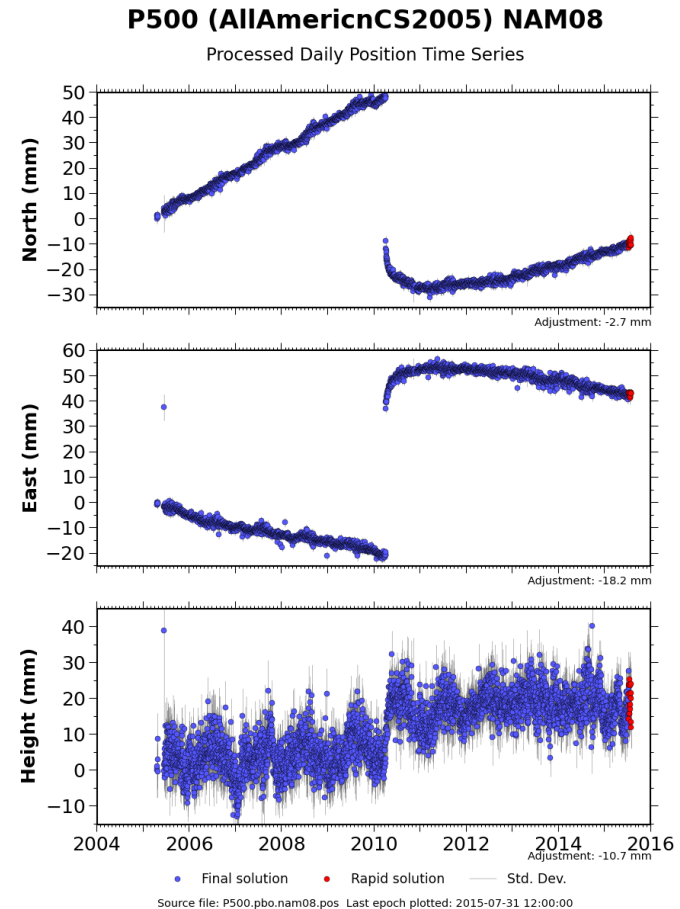 P500 (AllAmericnCS2005) NAM08
Processed Daily Position Time Series
North (mm)
50
40
30
20
10
0
−10
−20
−30
Adjustment: -2.7 mm
East (mm)
60
50
40
30
20
10
0
−10
−20
Adjustment: -18.2 mm
Height (mm)
40
30
20
10
0
−10
2004 2006 2008 2010 2012 2014 2016
Adjustment: -10.7 mm
Final solution Rapid solution Std. Dev.
Source file: P500.pbo.nam08.pos Last epoch plotted: 2015-07-31 12:00:00